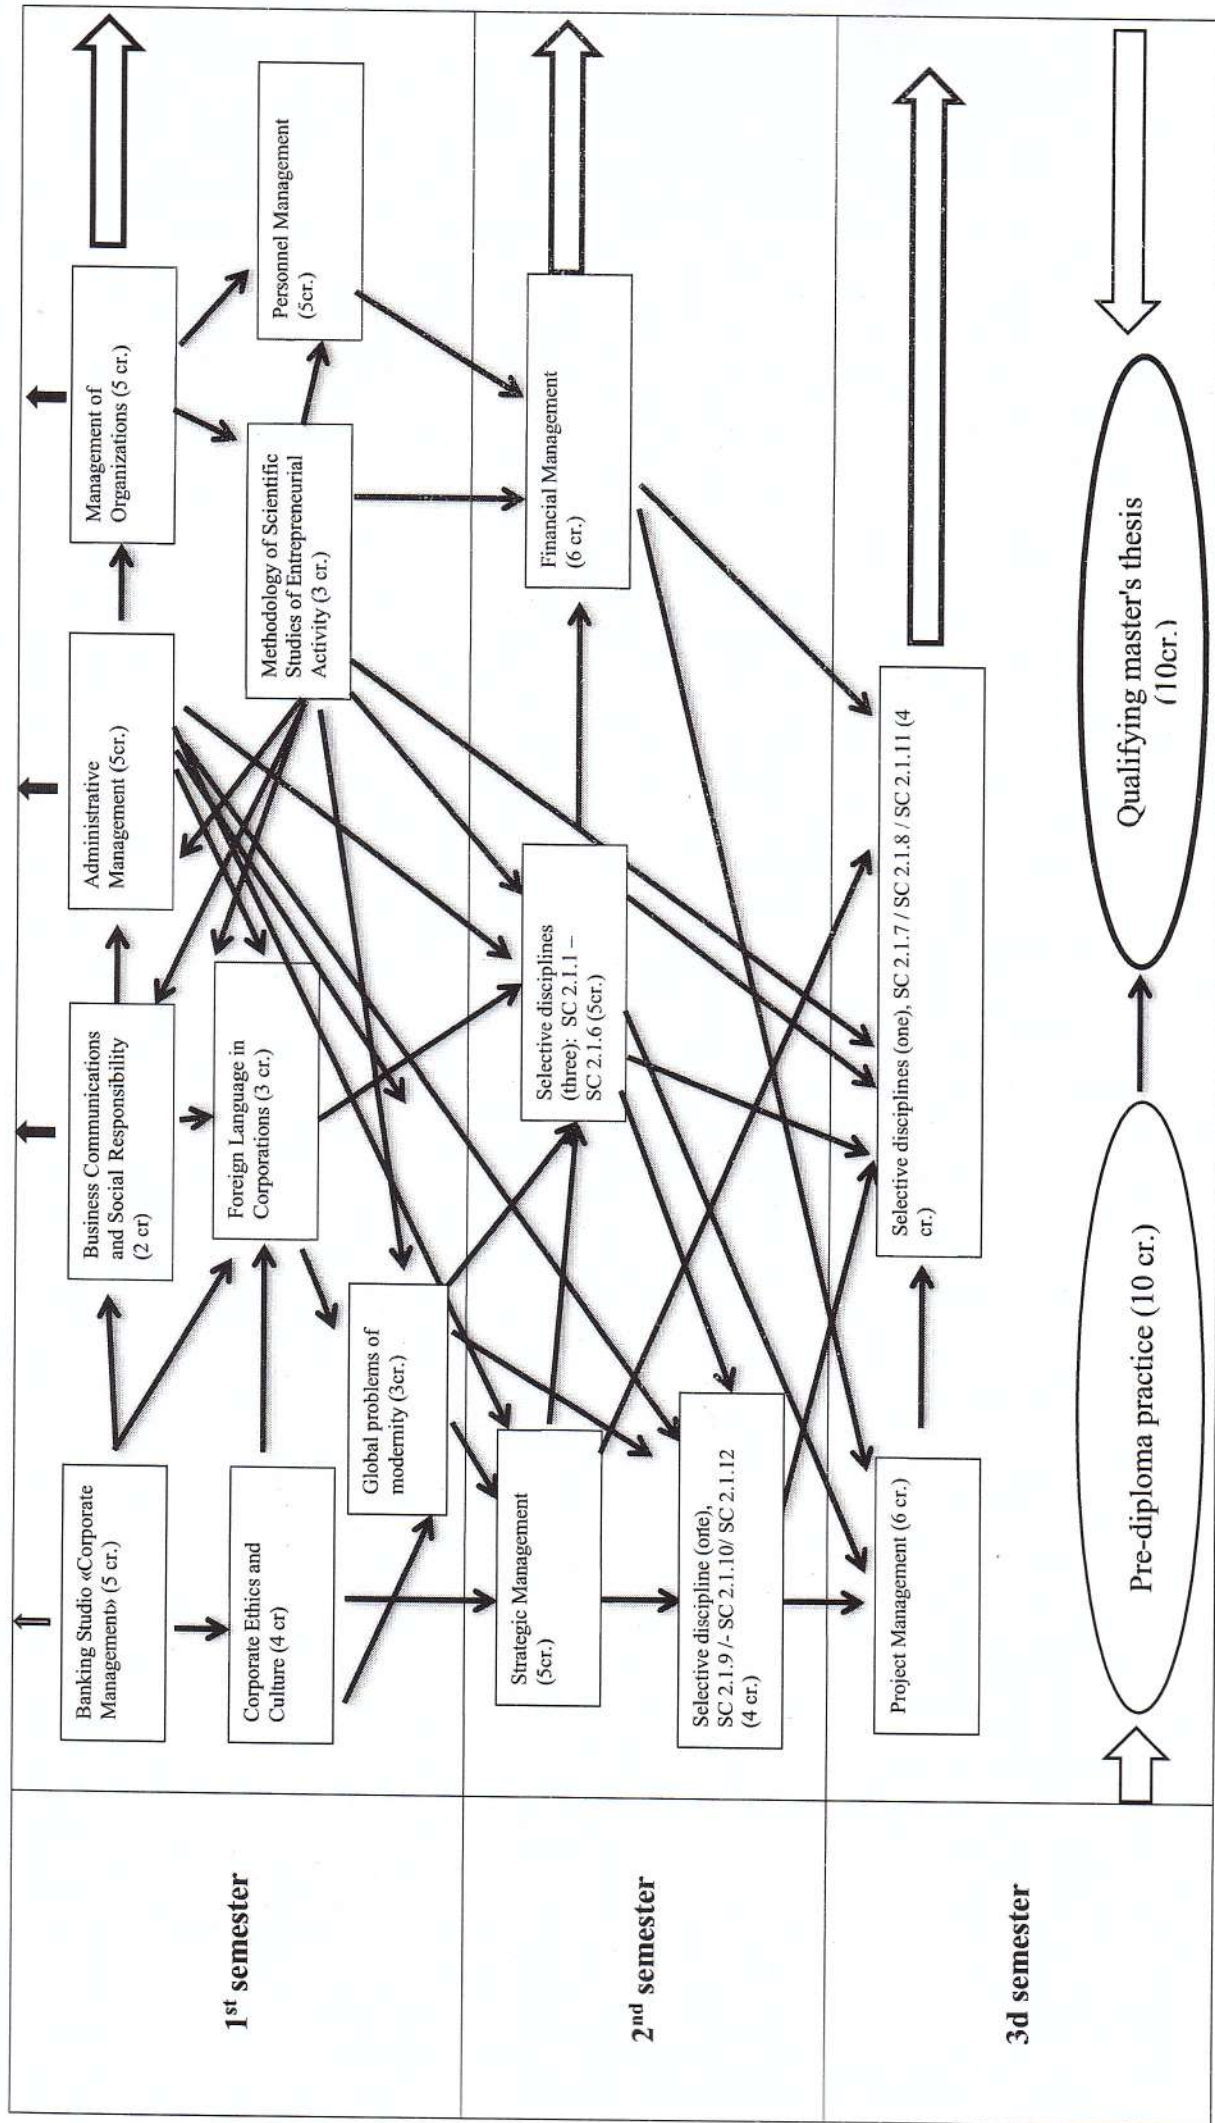 1st semester
Banking Studio «Corporate
Management» (5 cr.)
Business Communications
and Social Responsibility
(2 cr)
Administrative
Management (5cr.)
Management of
Organizations (5 cr.)
Corporate Ethics and
Culture (4 cr)
Foreign Language in
Corporations (3 cr.)
Methodology of Scientific
Studies of Entrepreneurial
Activity (3 cr.)
Personnel Management
(5cr.)
Global problems of
modernity (3cr.)
2nd semester
Strategic Management
(5cr.)
Selective disciplines
(three): SC 2.1.1 –
SC 2.1.6 (5cr.)
Financial Management
(6 cr.)
Selective discipline (one),
SC 2.1.9 /- SC 2.1.10/ SC 2.1.12
(4 cr.)
3d semester
Project Management (6 cr.)
Selective disciplines (one), SC 2.1.7 / SC 2.1.8 / SC 2.1.11 (4
cr.)
Pre-diploma practice (10 cr.)
Qualifying master's thesis
(10cr.)